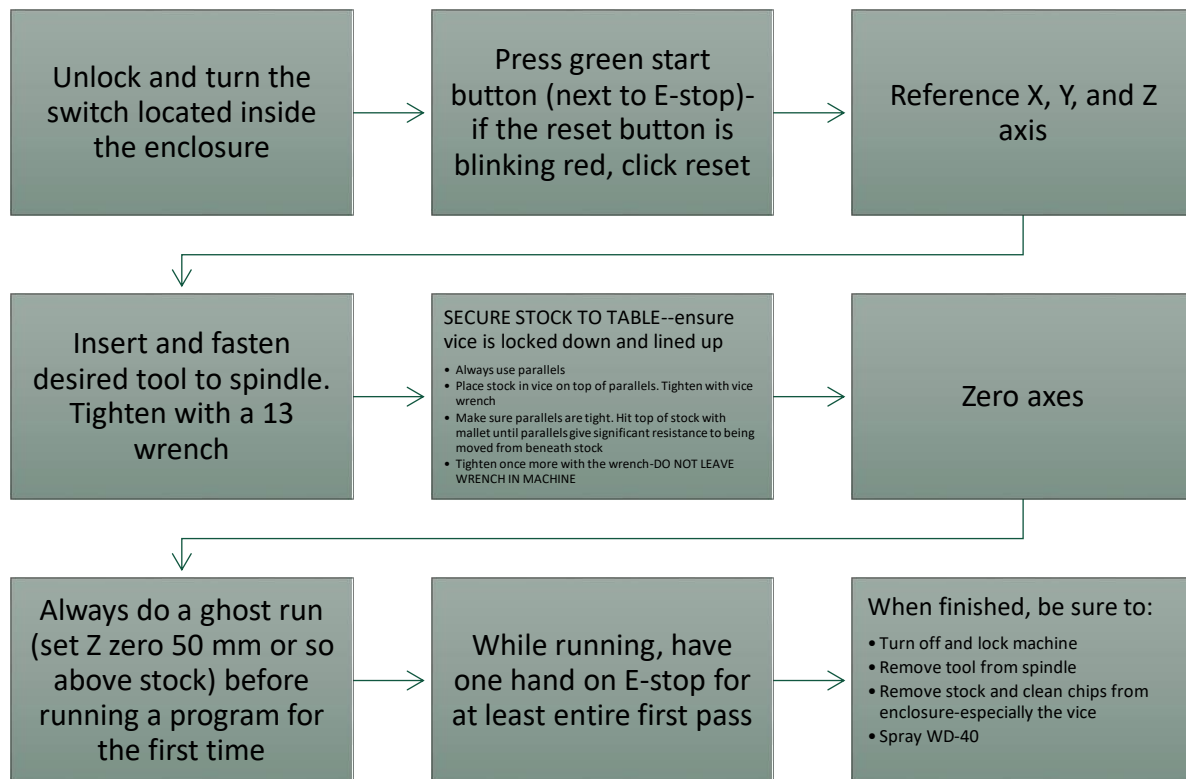 Unlock and turn the
switch located inside
the enclosure
Press green start
button (next to E-stop)-
if the reset button is
blinking red, click reset
Reference X, Y, and Z
axis
Insert and fasten
desired tool to spindle.
Tighten with a 13
wrench
SECURE STOCK TO TABLE--ensure
vice is locked down and lined up
• Always use parallels
• Place stock in vice on top of parallels. Tighten with vice
wrench
• Make sure parallels are tight. Hit top of stock with
mallet until parallels give significant resistance to being
moved from beneath stock
• Tighten once more with the wrench-DO NOT LEAVE
WRENCH IN MACHINE
Zero axes
Always do a ghost run
(set Z zero 50 mm or so
above stock) before
running a program for
the first time
While running, have
one hand on E-stop for
at least entire first pass
When finished, be sure to:
• Turn off and lock machine
• Remove tool from spindle
• Remove stock and clean chips from
enclosure-especially the vice
• Spray WD-40